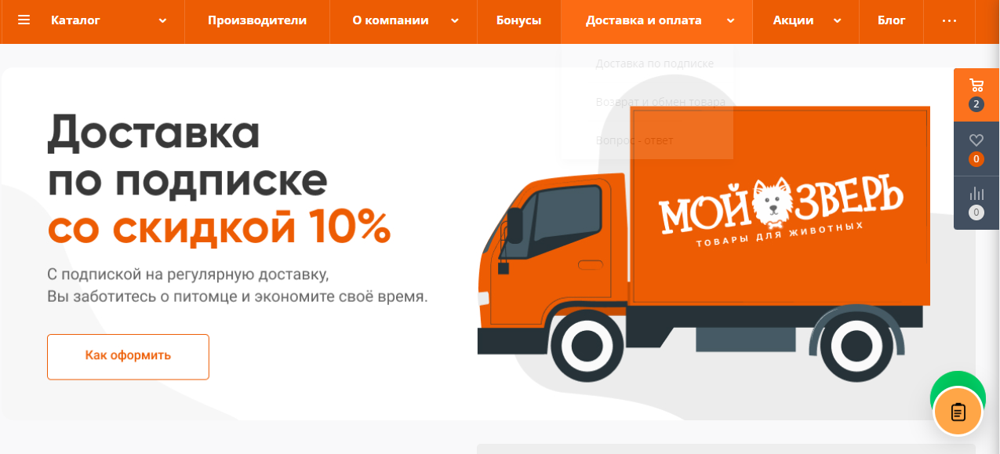 Каталог
Производители
О компании
Бонусы
Доставка и оплата
Акции
Блог
Доставка по подписке
Возврат и обмен товара
Вопрос - ответ
2
0
0
Доставка
по подписке
со скидкой 10%
С подпиской на регулярную доставку,
Вы заботитесь о питомце и экономите своё время.
Как оформить
МОЙ ЗВЕРЬ
ТОВАРЫ ДЛЯ ЖИВОТНЫХ